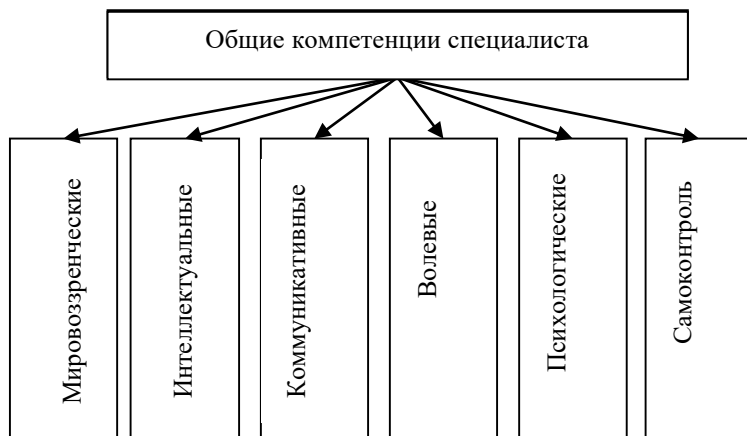 Общие компетенции специалиста
Мировоззренческие
Интеллектуальные
Коммуникативные
Волевые
Психологические
Самоконтроль